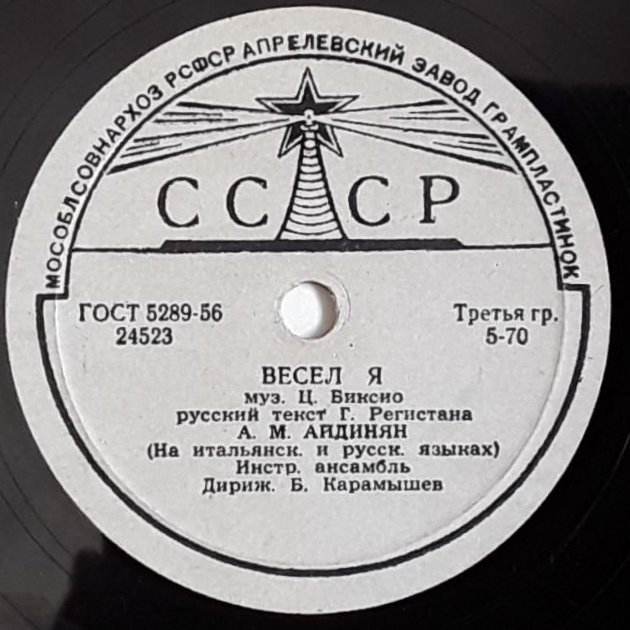 МОСОБЛСОВНАРХОЗ РСФСР АПРЕЛЕВСКИЙ ЗАВОД ГРАМПЛАСТИНОК
СССР
ГОСТ 5289-56
24523
Третья гр.
5-70
ВЕСЕЛ Я
муз. Ц. Биксио
русский текст Г. Регистана
А. М. АЙДИНЯН
(На итальянск. и русск. языках)
Инстр. ансамбль
Дириж. Б. Карамышев